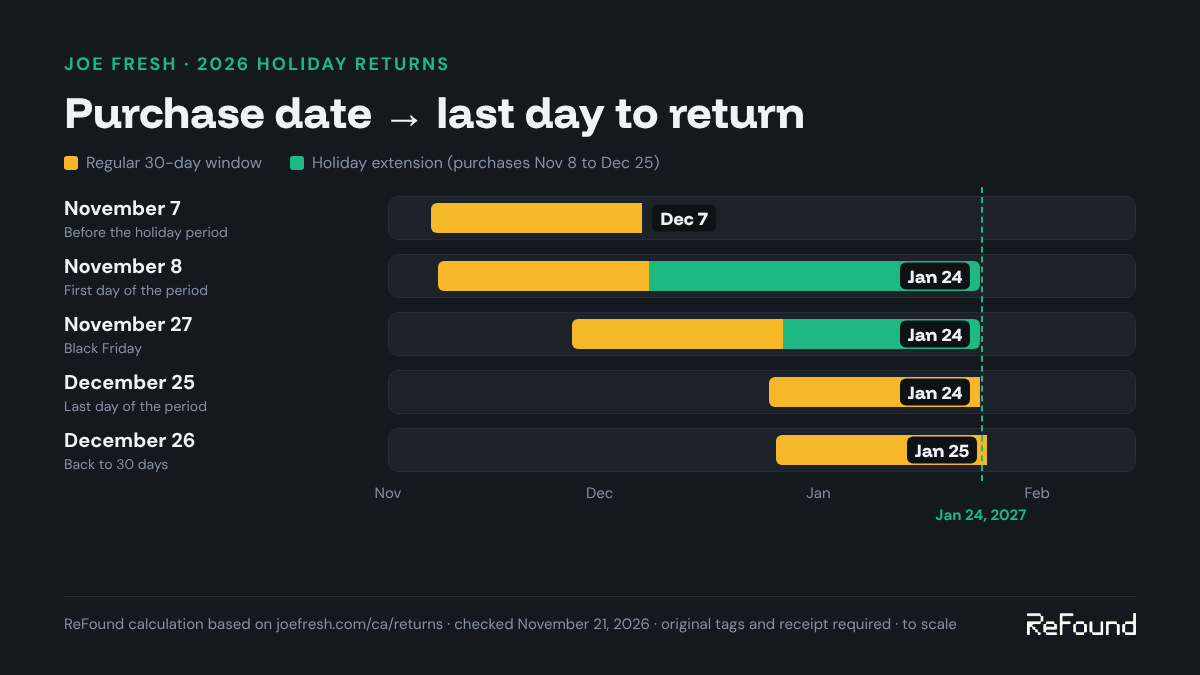 JOE FRESH · 2026 HOLIDAY RETURNS
Purchase date → last day to return
Regular 30-day window
Holiday extension (purchases Nov 8 to Dec 25)
November 7
Before the holiday period
Dec 7
November 8
First day of the period
Jan 24
November 27
Black Friday
Jan 24
December 25
Last day of the period
Jan 24
December 26
Back to 30 days
Jan 25
Nov Dec Jan Feb
Jan 24, 2027
ReFound calculation based on joefresh.com/ca/returns · checked November 21, 2026 · original tags and receipt required · to scale
ReFound